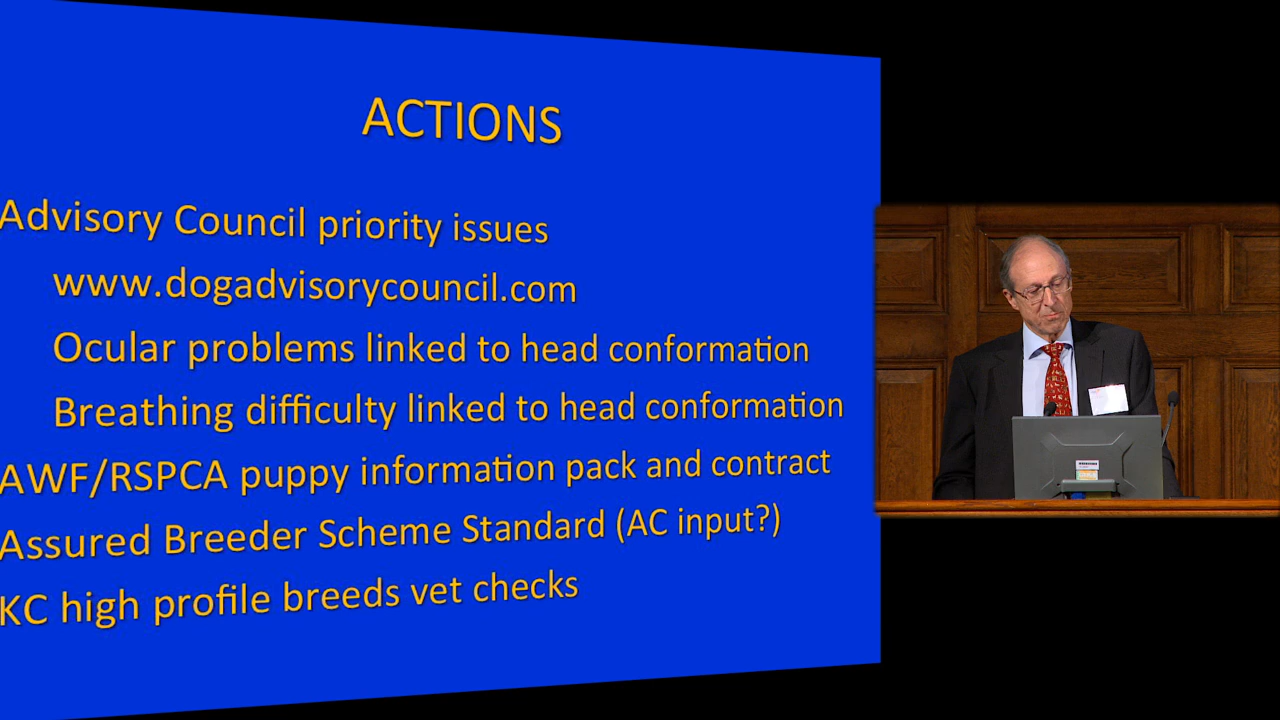 ACTIONS
Advisory Council priority issues
www.dogadvisorycouncil.com
Ocular problems linked to head conformation
Breathing difficulty linked to head conformation
AWF/RSPCA puppy information pack and contract
Assured Breeder Scheme Standard (AC input?)
KC high profile breeds vet checks